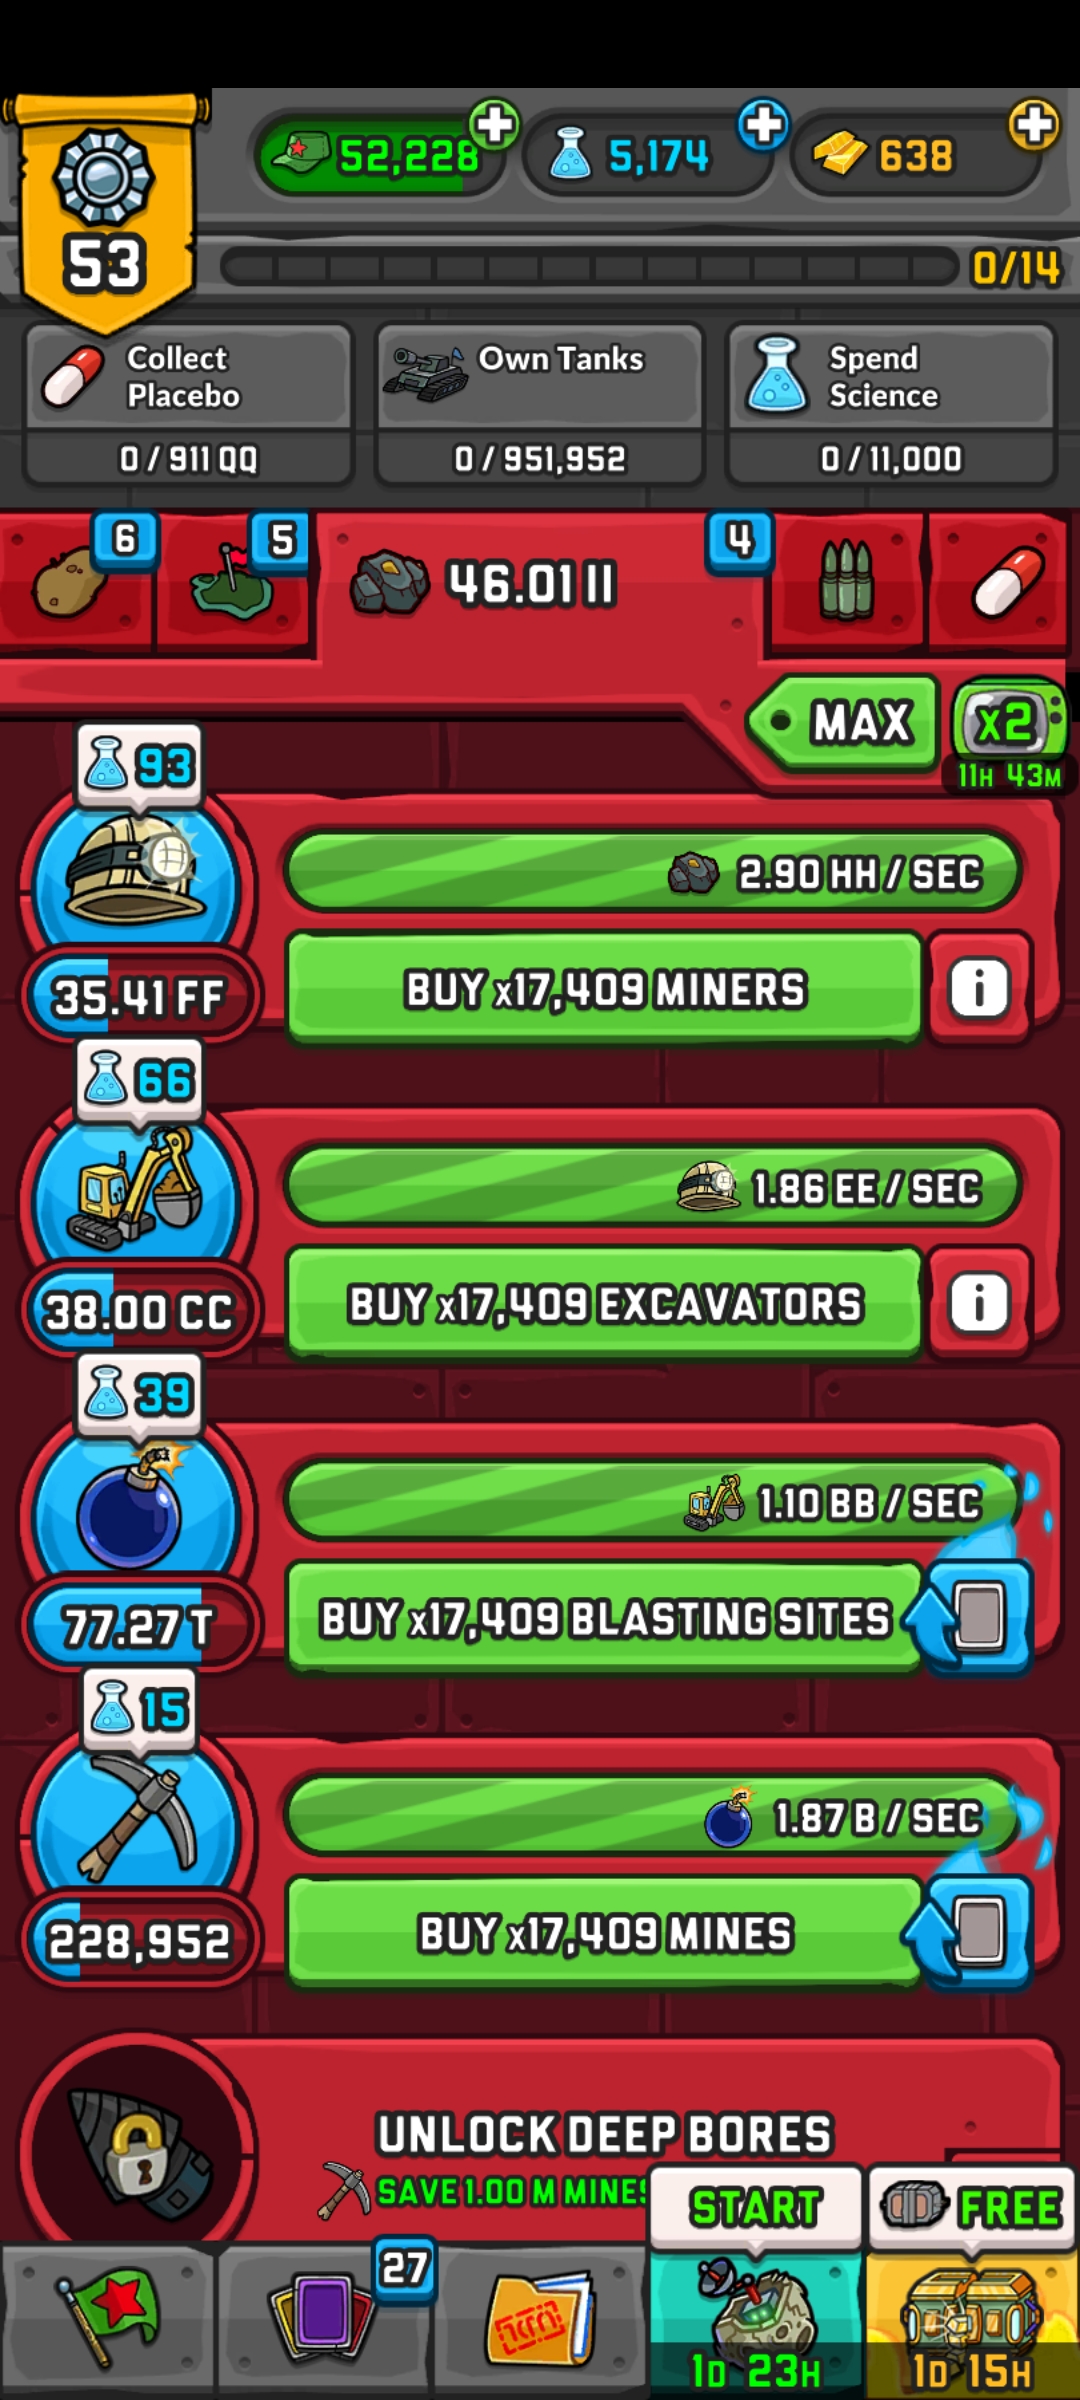 52,228
5,174
638
53
0/14
Collect
Placebo
0 / 911 QQ
Own Tanks
0 / 951,952
Spend
Science
0 / 11,000
6
5
46.01 II
4
MAX
x2
11H 43M
93
2.90 HH / SEC
35.41 FF
BUY x17,409 MINERS
i
66
1.86 EE / SEC
38.00 CC
BUY x17,409 EXCAVATORS
i
39
1.10 BB / SEC
77.27 T
BUY x17,409 BLASTING SITES
15
1.87 B / SEC
228,952
BUY x17,409 MINES
UNLOCK DEEP BORES
SAVE 1.00 M MINES
START
FREE
27
1D 23H
1D 15H